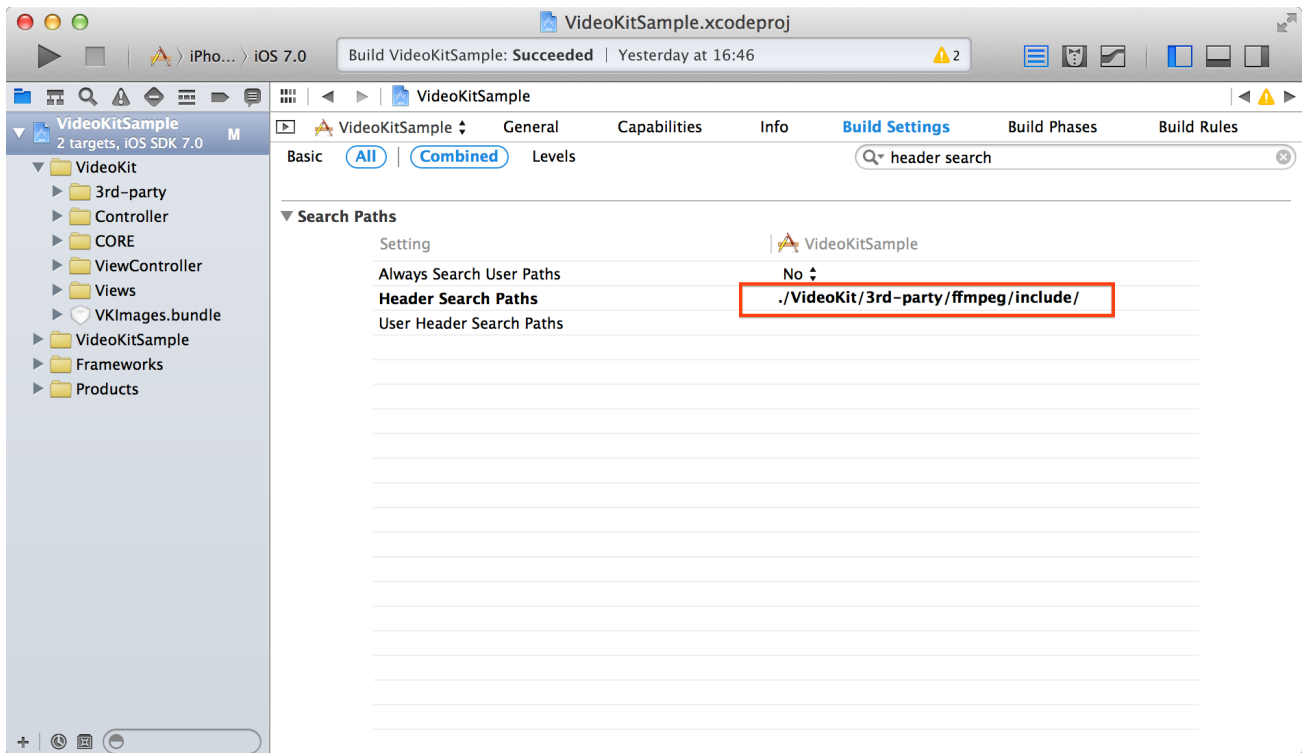 VideoKitSample.xcodeproj
iPho... iOS 7.0
Build VideoKitSample: Succeeded Yesterday at 16:46 2
VideoKitSample
VideoKitSample M
2 targets, iOS SDK 7.0
VideoKitSample General Capabilities Info Build Settings Build Phases Build Rules
Basic All Combined Levels header search
VideoKit
3rd-party
Controller
CORE
ViewController
Views
VKImages.bundle
VideoKitSample
Frameworks
Products
Search Paths
Setting VideoKitSample
Always Search User Paths No
Header Search Paths ./VideoKit/3rd-party/ffmpeg/include/
User Header Search Paths